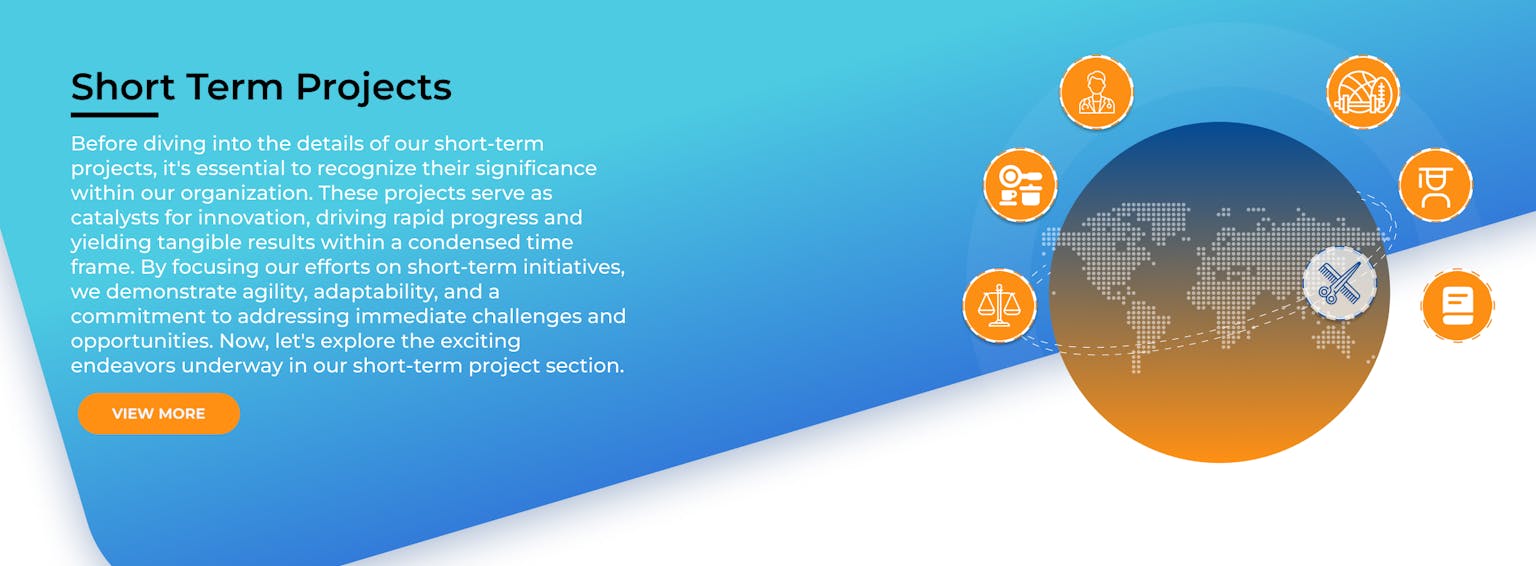 Short Term Projects
Before diving into the details of our short-term
projects, it's essential to recognize their significance
within our organization. These projects serve as
catalysts for innovation, driving rapid progress and
yielding tangible results within a condensed time
frame. By focusing our efforts on short-term initiatives,
we demonstrate agility, adaptability, and a
commitment to addressing immediate challenges and
opportunities. Now, let's explore the exciting
endeavors underway in our short-term project section.
VIEW MORE